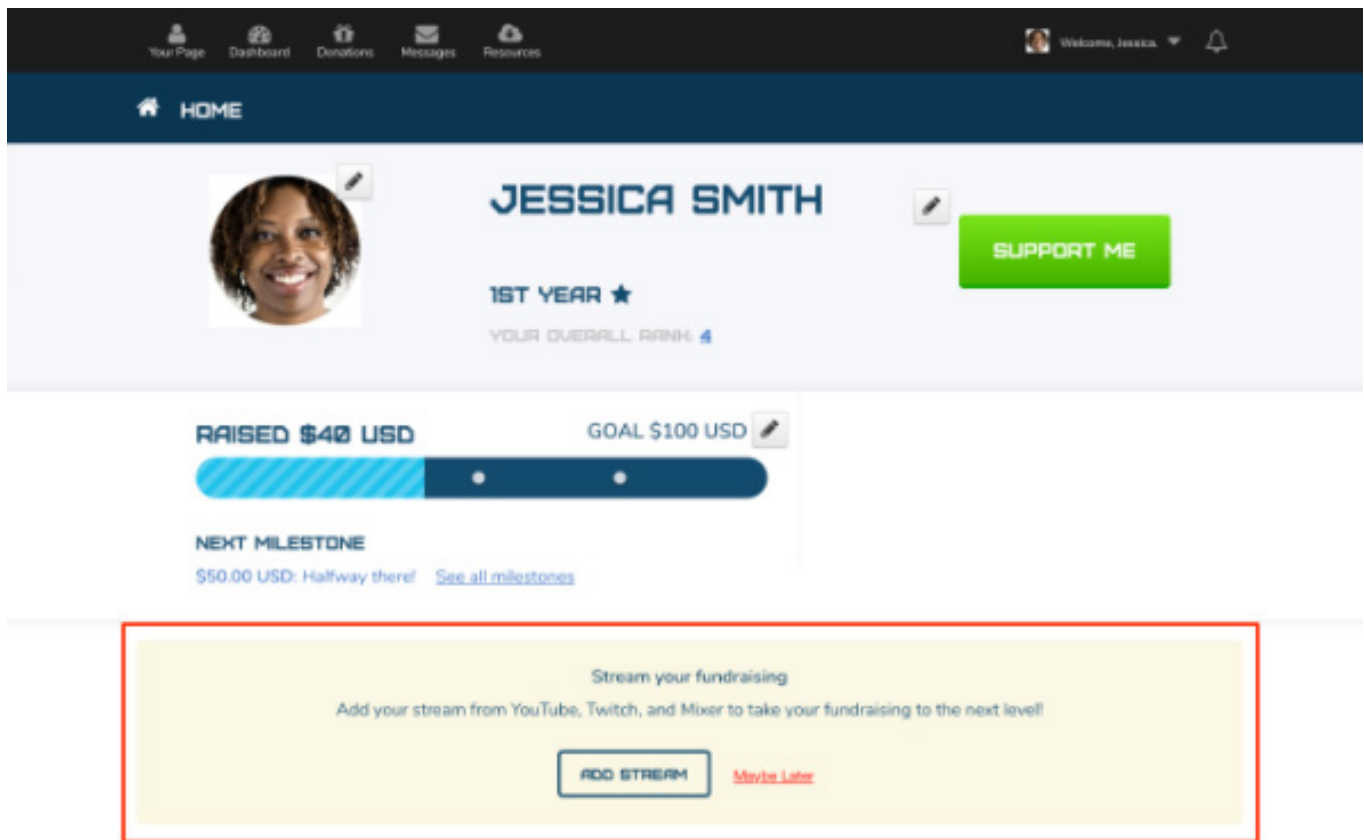 Your Page Dashboard Donations Messages Resources Welcome, Jessica.
HOME
JESSICA SMITH
SUPPORT ME
1ST YEAR
YOUR OVERALL RANK: 4
RAISED $40 USD GOAL $100 USD
NEXT MILESTONE
$50.00 USD: Halfway there! See all milestones
Stream your fundraising
Add your stream from YouTube, Twitch, and Mixer to take your fundraising to the next level!
ADD STREAM Maybe Later